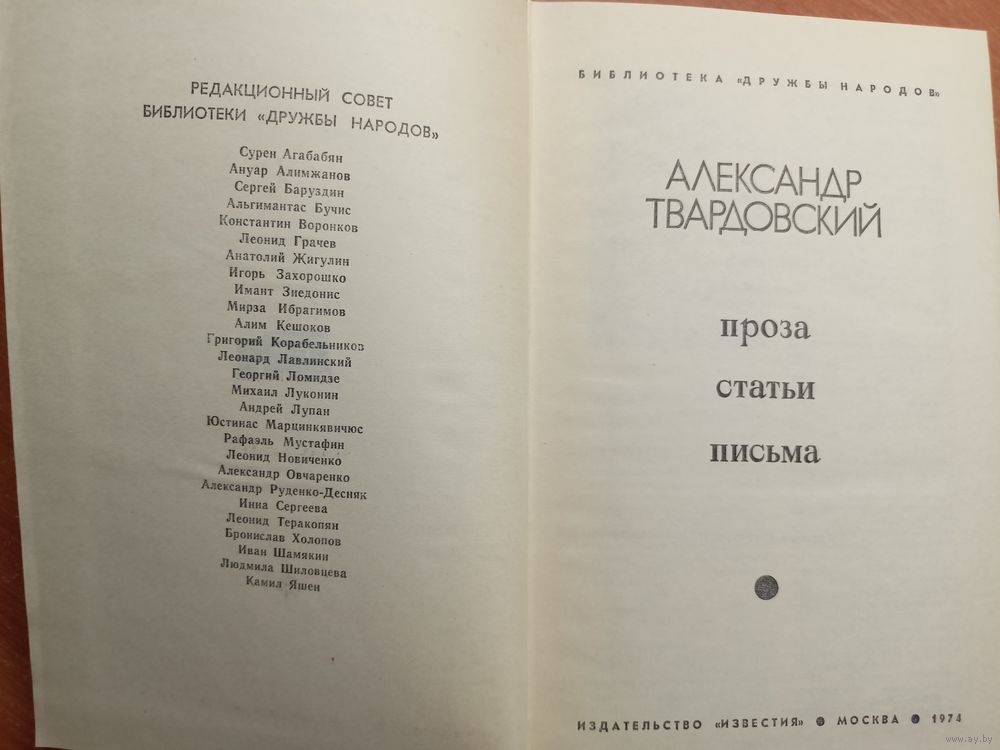 РЕДАКЦИОННЫЙ СОВЕТ
БИБЛИОТЕКИ «ДРУЖБЫ НАРОДОВ»
Сурен Агабабян
Ануар Алимжанов
Сергей Баруздин
Альгимантас Бучис
Константин Воронков
Леонид Грачев
Анатолий Жигулин
Игорь Захорошко
Имант Зиедонис
Мирза Ибрагимов
Алим Кешоков
Григорий Корабельников
Леонард Лавлинский
Георгий Ломидзе
Михаил Луконин
Андрей Лупан
Юстинас Марцинкявичюс
Рафаэль Мустафин
Леонид Новиченко
Александр Овчаренко
Александр Руденко-Десняк
Инна Сергеева
Леонид Теракопян
Бронислав Холопов
Иван Шамякин
Людмила Шиловцева
Камил Яшен
БИБЛИОТЕКА «ДРУЖБЫ НАРОДОВ»
АЛЕКСАНДР
ТВАРДОВСКИЙ
проза
статьи
письма
ИЗДАТЕЛЬСТВО «ИЗВЕСТИЯ» ● МОСКВА ● 1974
www.ay.by